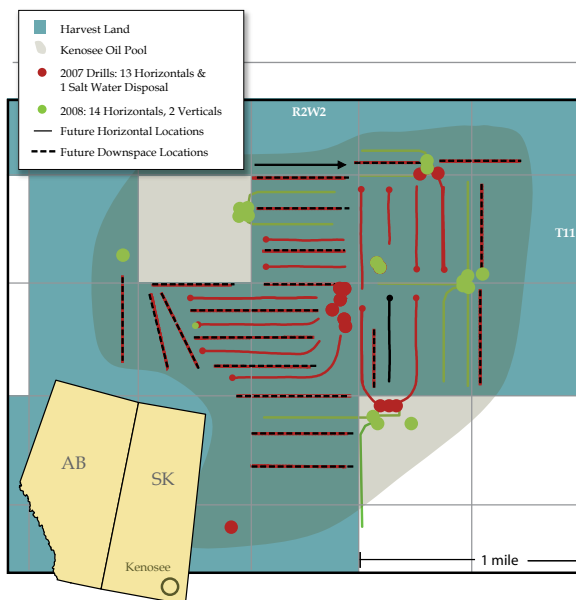 Harvest Land
Kenosee Oil Pool
2007 Drills: 13 Horizontals &
1 Salt Water Disposal
2008: 14 Horizontals, 2 Verticals
Future Horizontal Locations
Future Downspace Locations
R2W2
T11
AB
SK
Kenosee
1 mile